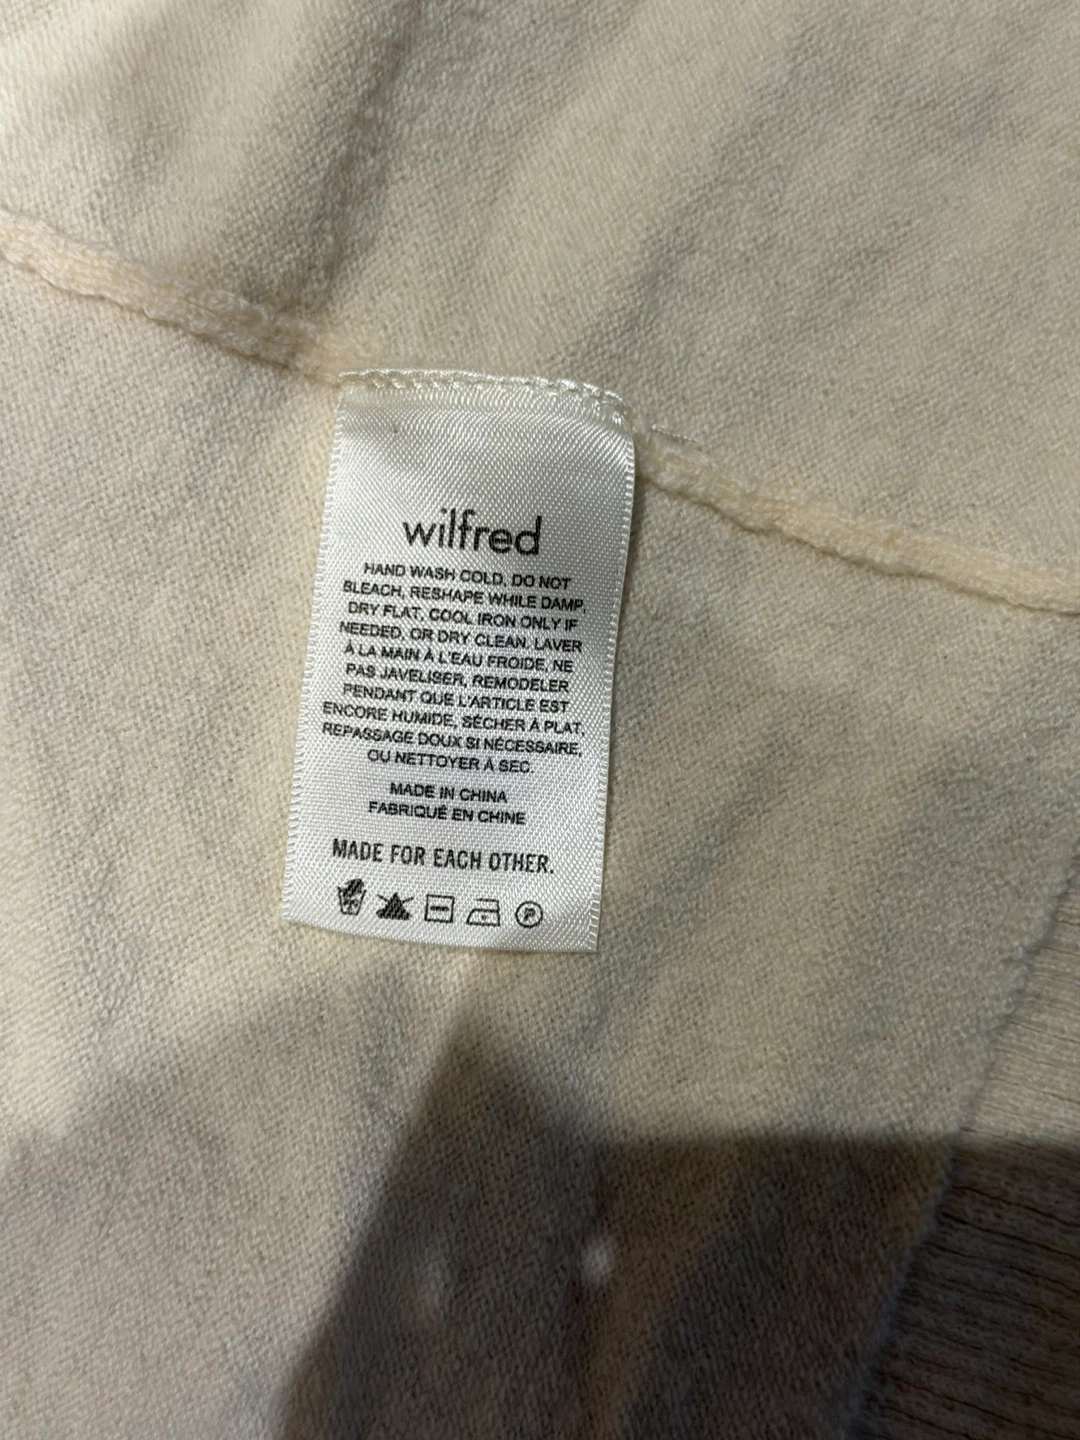 wilfred
HAND WASH COLD, DO NOT
BLEACH, RESHAPE WHILE DAMP,
DRY FLAT, COOL IRON ONLY IF
NEEDED, OR DRY CLEAN. LAVER
À LA MAIN À L'EAU FROIDE, NE
PAS JAVELISER, REMODELER
PENDANT QUE L'ARTICLE EST
ENCORE HUMIDE, SÉCHER À PLAT,
REPASSAGE DOUX SI NÉCESSAIRE,
OU NETTOYER À SEC.
MADE IN CHINA
FABRIQUÉ EN CHINE
MADE FOR EACH OTHER.
P